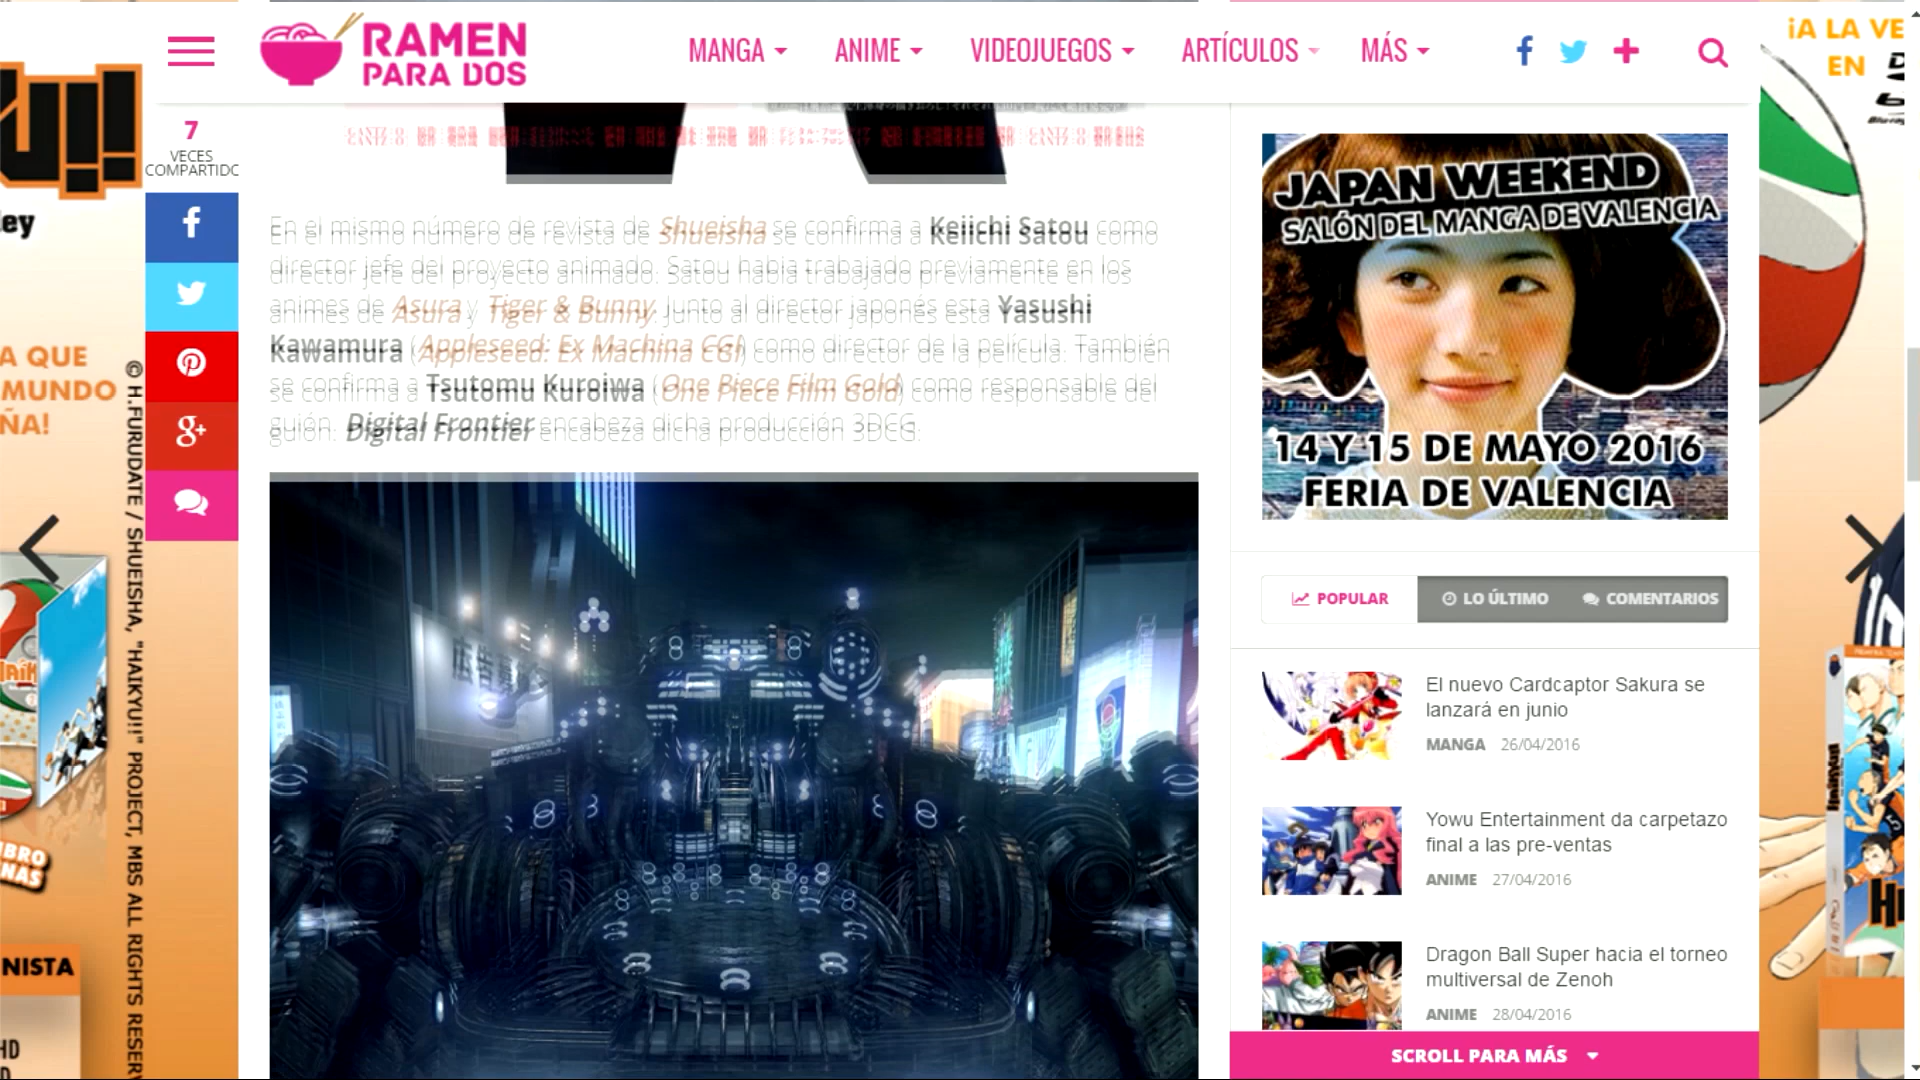 RAMEN
PARA DOS
MANGA
ANIME
VIDEOJUEGOS
ARTÍCULOS
MÁS
¡A LA VE
EN
7
VECES
COMPARTIDO
ey
A QUE
MUNDO
ÑA!
© H.FURUDATE / SHUEISHA, "HAIKYU!!" PROJECT, MBS ALL RIGHTS RESER
NISTA
HD
En el mismo número de revista de Shueisha se confirma a Keiichi Satou como
director jefe del proyecto animado. Satou había trabajado previamente en los
animes de Asura y Tiger & Bunny. Junto al director japonés está Yasushi
Kawamura (Appleseed: Ex Machina CGI) como director de la película. También
se confirma a Tsutomu Kuroiwa (One Piece Film Gold) como responsable del
guión. Digital Frontier encabeza dicha producción 3DCG.
JAPAN WEEKEND
SALÓN DEL MANGA DE VALENCIA
14 Y 15 DE MAYO 2016
FERIA DE VALENCIA
POPULAR
LO ÚLTIMO
COMENTARIOS
El nuevo Cardcaptor Sakura se
lanzará en junio
MANGA 26/04/2016
Yowu Entertainment da carpetazo
final a las pre-ventas
ANIME 27/04/2016
Dragon Ball Super hacia el torneo
multiversal de Zenoh
ANIME 28/04/2016
SCROLL PARA MÁS